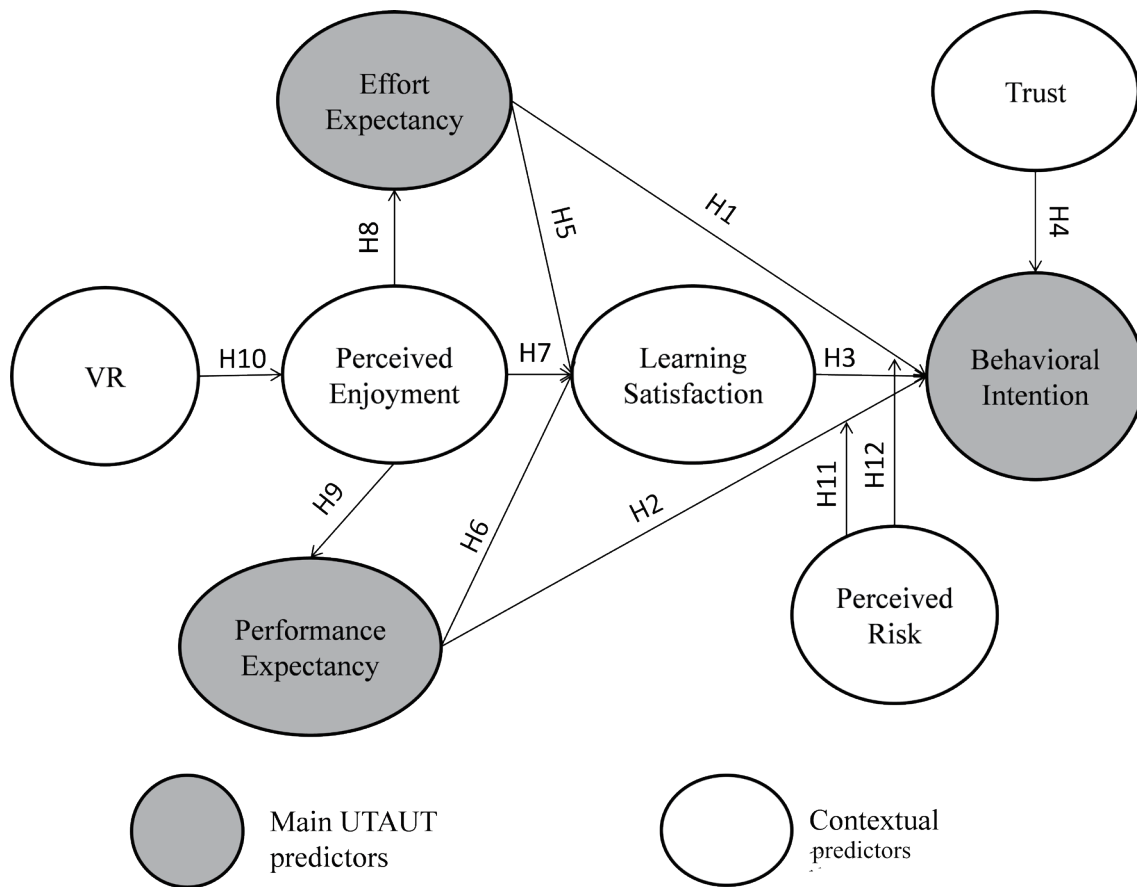 Effort
Expectancy
Trust
H1
H5
H4
H8
VR
H10
Perceived
Enjoyment
H7
Learning
Satisfaction
H3
Behavioral
Intention
H9
H6
H2
H11
H12
Performance
Expectancy
Perceived
Risk
Main UTAUT
predictors
Contextual
predictors